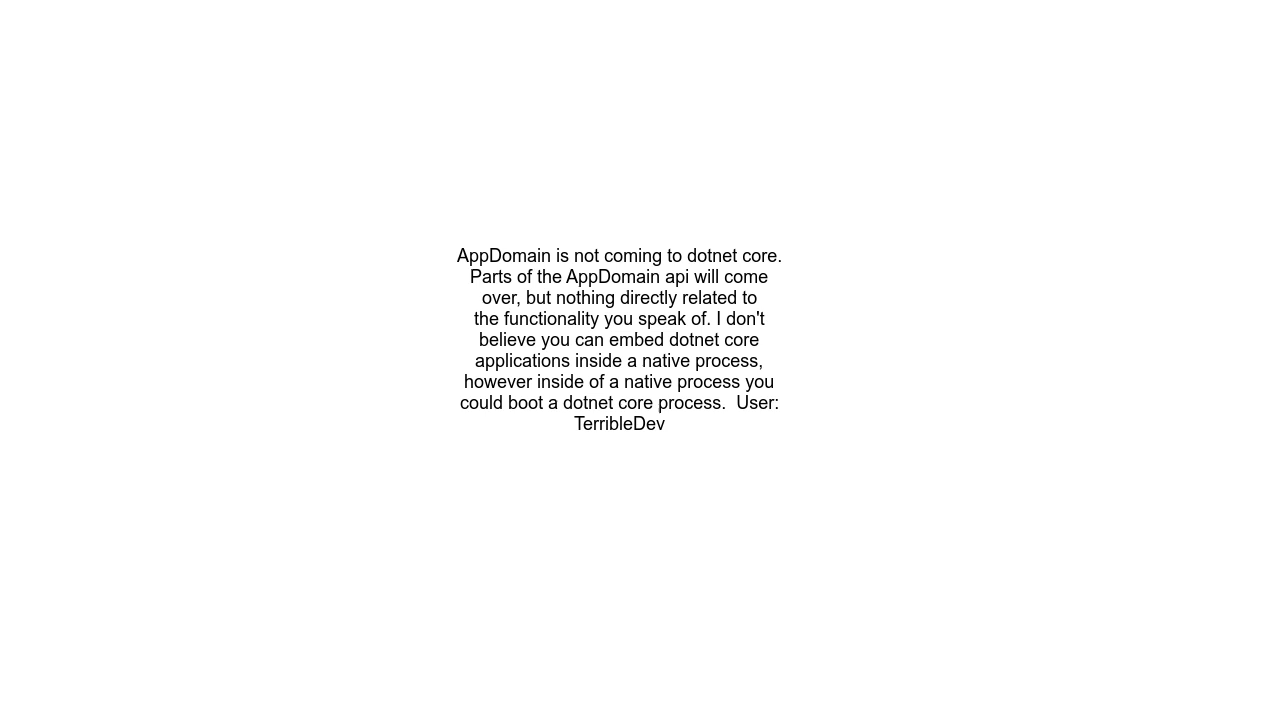 AppDomain is not coming to dotnet core.
Parts of the AppDomain api will come
over, but nothing directly related to
the functionality you speak of. I don't
believe you can embed dotnet core
applications inside a native process,
however inside of a native process you
could boot a dotnet core process.  User:
TerribleDev